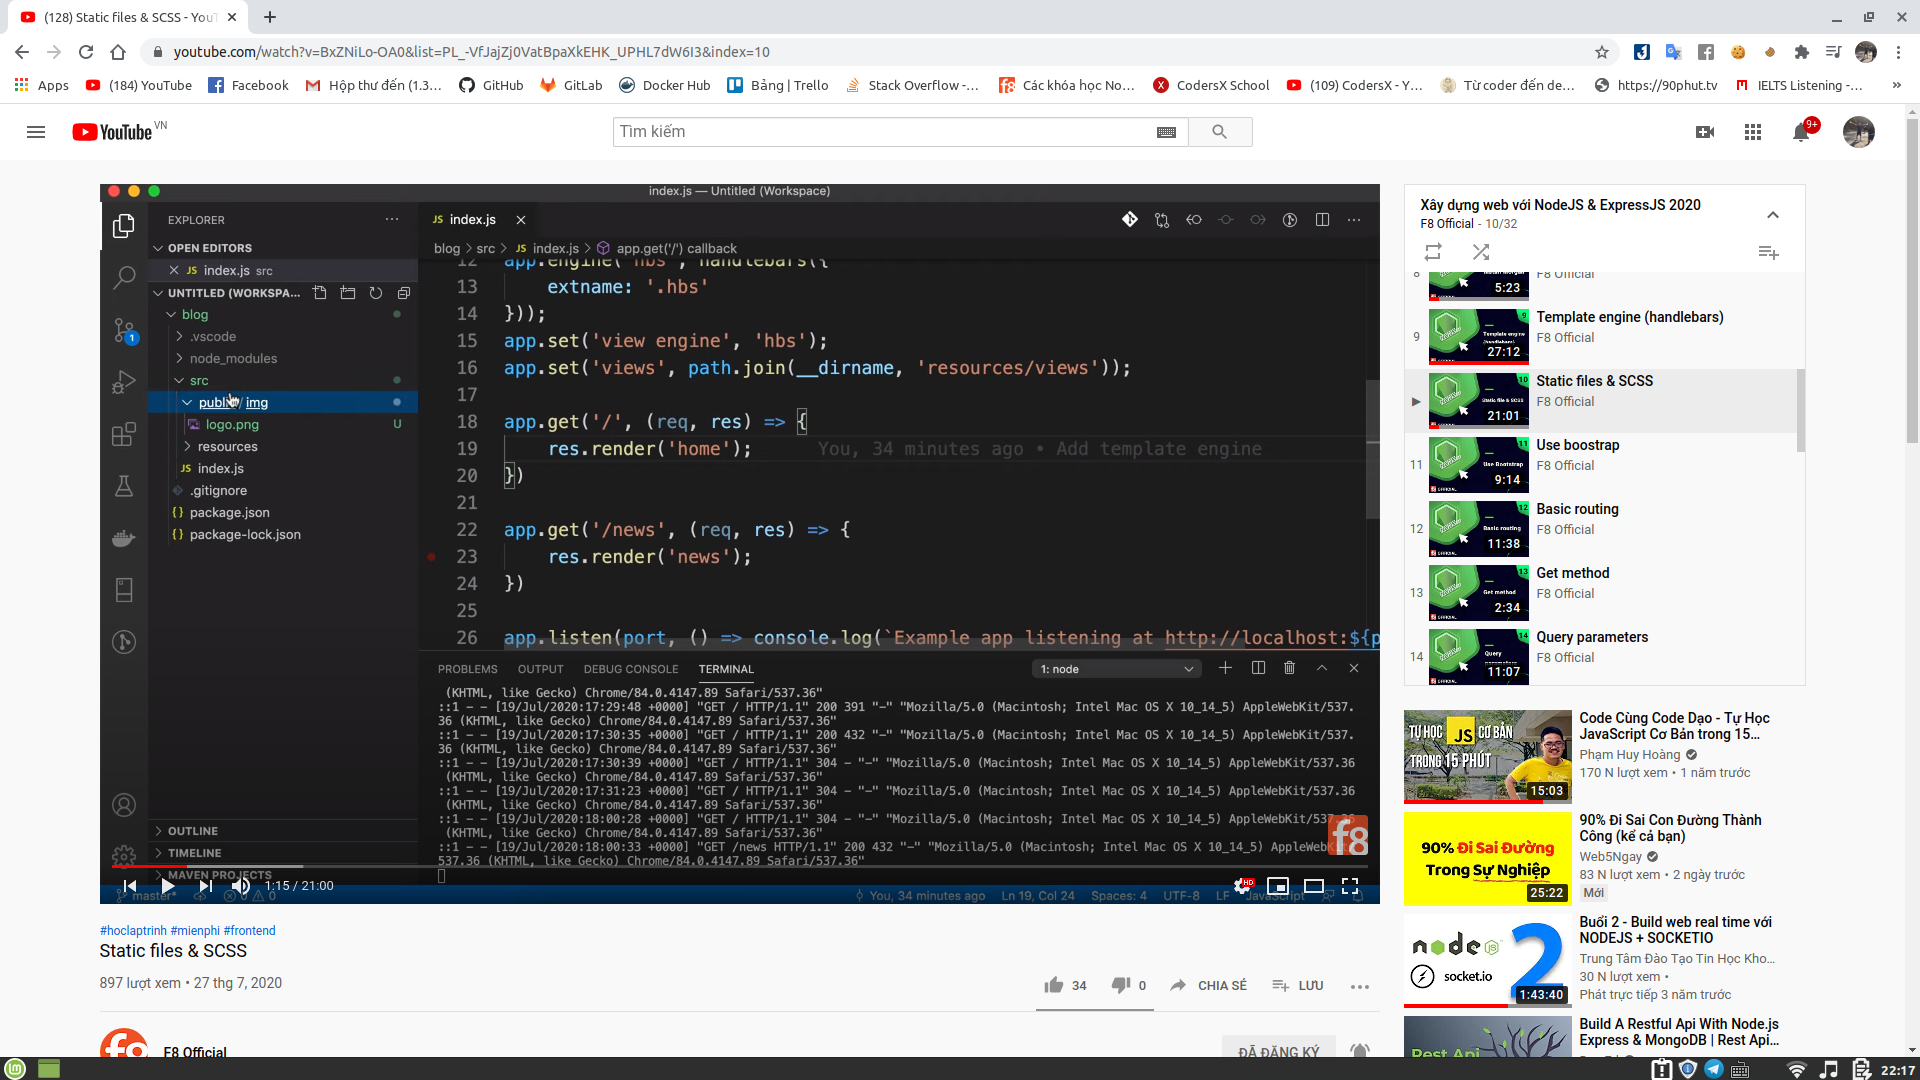 (128) Static files & SCSS - YouT
youtube.com/watch?v=BxZNiLo-OA0&list=PL_-VfJajZj0VatBpaXkEHK_UPHL7dW6I3&index=10
Apps
(184) YouTube
Facebook
Hộp thư đến (1.3...
GitHub
GitLab
Docker Hub
Bảng | Trello
Stack Overflow -...
Các khóa học No...
CodersX School
(109) CodersX - Y...
Từ coder đến de...
https://90phut.tv
IELTS Listening -...
YouTube VN
Tìm kiếm
9+
index.js — Untitled (Workspace)
EXPLORER
OPEN EDITORS
JS index.js src
UNTITLED (WORKSPA...
blog
.vscode
node_modules
src
public / img
logo.png U
resources
JS index.js
.gitignore
{} package.json
{} package-lock.json
OUTLINE
TIMELINE
MAVEN PROJECTS
1
JS index.js
blog > src > JS index.js > app.get('/') callback
12 app.engine('hbs', handlebars({
13 extname: '.hbs'
14 }));
15 app.set('view engine', 'hbs');
16 app.set('views', path.join(__dirname, 'resources/views'));
17
18 app.get('/', (req, res) => {
19 res.render('home'); You, 34 minutes ago • Add template engine
20 })
21
22 app.get('/news', (req, res) => {
23 res.render('news');
24 })
25
26 app.listen(port, () => console.log(`Example app listening at http://localhost:${p
PROBLEMS OUTPUT DEBUG CONSOLE TERMINAL
1: node
(KHTML, like Gecko) Chrome/84.0.4147.89 Safari/537.36"
::1 - - [19/Jul/2020:17:29:48 +0000] "GET / HTTP/1.1" 200 391 "-" "Mozilla/5.0 (Macintosh; Intel Mac OS X 10_14_5) AppleWebKit/537.
36 (KHTML, like Gecko) Chrome/84.0.4147.89 Safari/537.36"
::1 - - [19/Jul/2020:17:30:35 +0000] "GET / HTTP/1.1" 200 432 "-" "Mozilla/5.0 (Macintosh; Intel Mac OS X 10_14_5) AppleWebKit/537.
36 (KHTML, like Gecko) Chrome/84.0.4147.89 Safari/537.36"
::1 - - [19/Jul/2020:17:30:39 +0000] "GET / HTTP/1.1" 304 - "-" "Mozilla/5.0 (Macintosh; Intel Mac OS X 10_14_5) AppleWebKit/537.36
(KHTML, like Gecko) Chrome/84.0.4147.89 Safari/537.36"
::1 - - [19/Jul/2020:17:31:23 +0000] "GET / HTTP/1.1" 304 - "-" "Mozilla/5.0 (Macintosh; Intel Mac OS X 10_14_5) AppleWebKit/537.36
(KHTML, like Gecko) Chrome/84.0.4147.89 Safari/537.36"
::1 - - [19/Jul/2020:18:00:28 +0000] "GET / HTTP/1.1" 304 - "-" "Mozilla/5.0 (Macintosh; Intel Mac OS X 10_14_5) AppleWebKit/537.36
(KHTML, like Gecko) Chrome/84.0.4147.89 Safari/537.36"
::1 - - [19/Jul/2020:18:00:33 +0000] "GET /news HTTP/1.1" 200 432 "-" "Mozilla/5.0 (Macintosh; Intel Mac OS X 10_14_5) AppleWebKit/
537.36 (KHTML, like Gecko) Chrome/84.0.4147.89 Safari/537.36"
f8
1:15 / 21:00
HD
master* 0 0 You, 34 minutes ago Ln 19, Col 24 Spaces: 4 UTF-8 LF JavaScript
#hoclaptrinh #mienphi #frontend
Static files & SCSS
897 lượt xem • 27 thg 7, 2020
34 0 CHIA SẺ LƯU
F8 Official
ĐÃ ĐĂNG KÝ
Xây dựng web với NodeJS & ExpressJS 2020
F8 Official - 10/32
8 5:23 F8 Official
9 Template engine (handlebars)
27:12 F8 Official
Static files & SCSS
21:01 F8 Official
11 Use boostrap
9:14 F8 Official
12 Basic routing
11:38 F8 Official
13 Get method
2:34 F8 Official
14 Query parameters
11:07 F8 Official
TỰ HỌC JS CƠ BẢN
TRONG 15 PHÚT
15:03
Code Cùng Code Dạo - Tự Học
JavaScript Cơ Bản trong 15...
Phạm Huy Hoàng
170 N lượt xem • 1 năm trước
90% Đi Sai Đường
Trong Sự Nghiệp
25:22
90% Đi Sai Con Đường Thành
Công (kể cả bạn)
Web5Ngay
83 N lượt xem • 2 ngày trước
Mới
node JS 2
socket.io
1:43:40
Buổi 2 - Build web real time với
NODEJS + SOCKETIO
Trung Tâm Đào Tạo Tin Học Kho...
30 N lượt xem •
Phát trực tiếp 3 năm trước
Rest Api
Build A Restful Api With Node.js
Express & MongoDB | Rest Api...
22:17